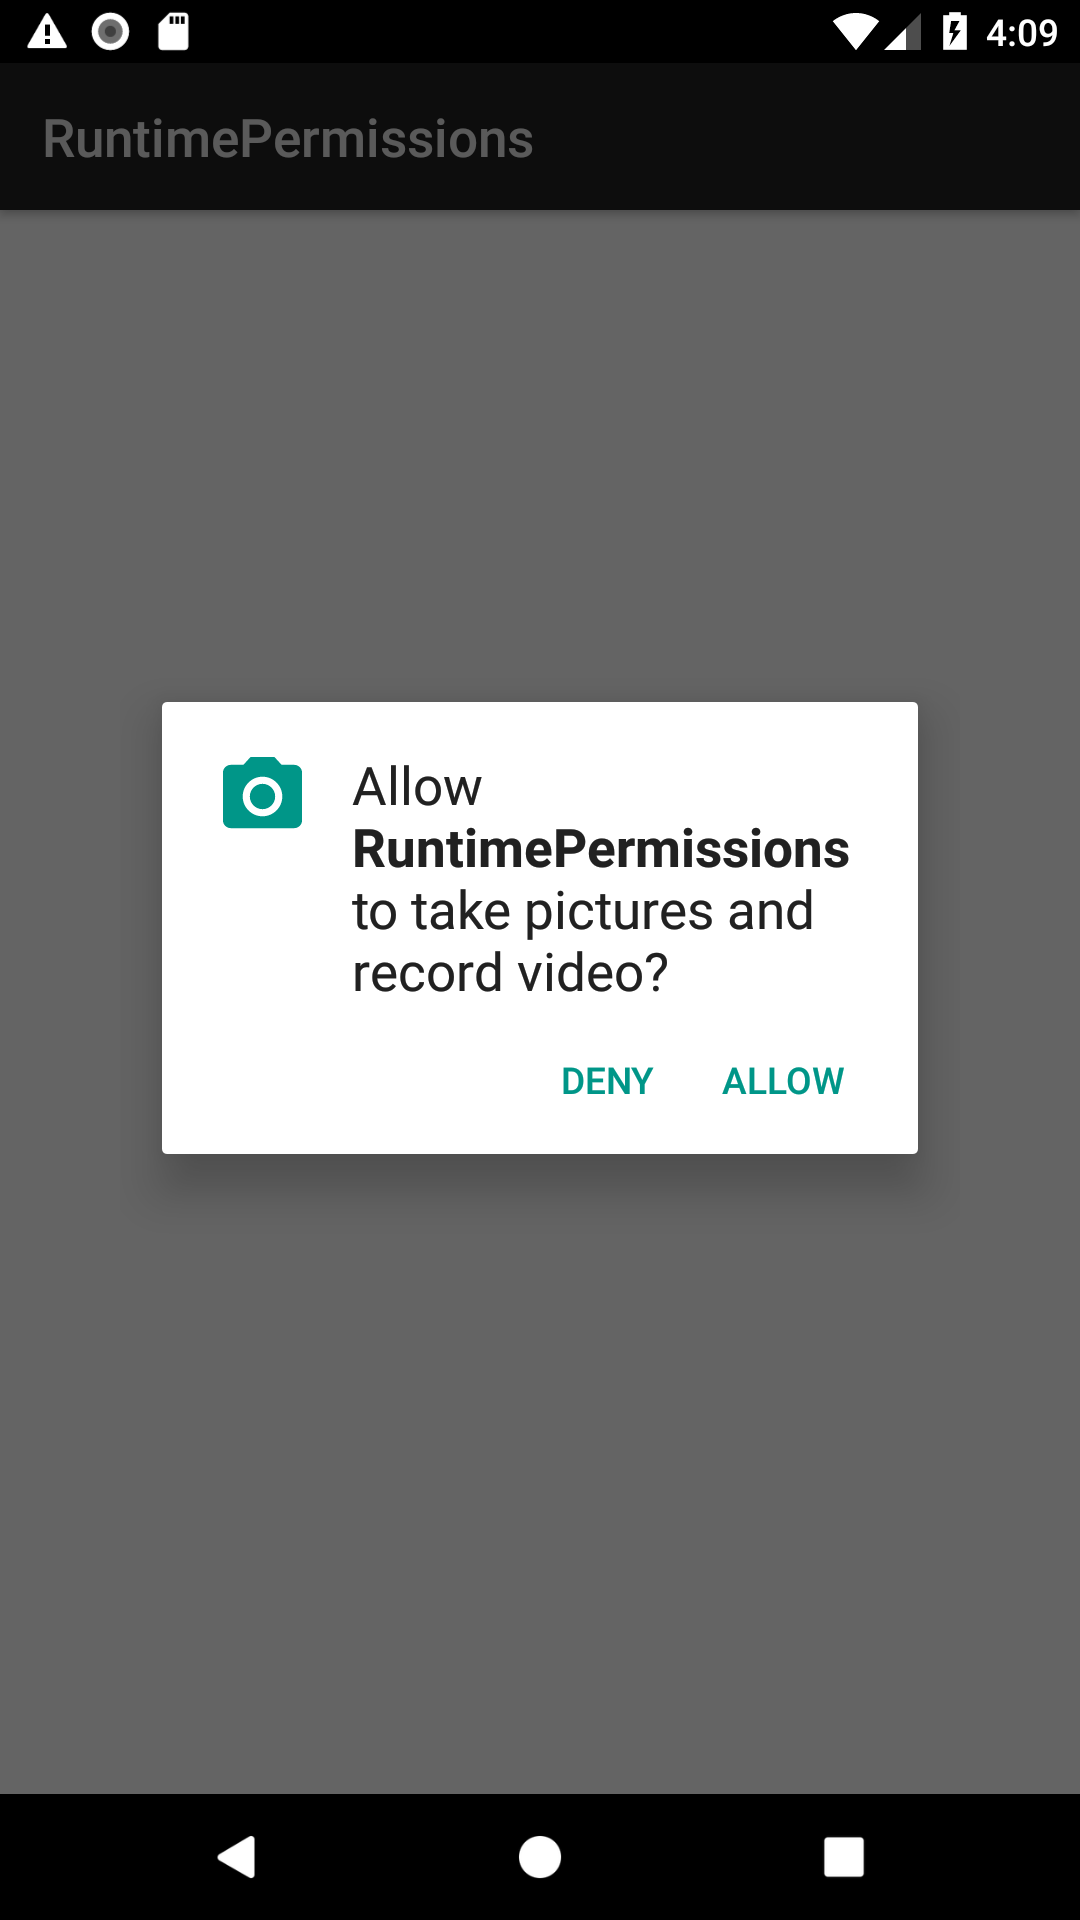 4:09
RuntimePermissions
Allow
RuntimePermissions
to take pictures and
record video?
DENY ALLOW